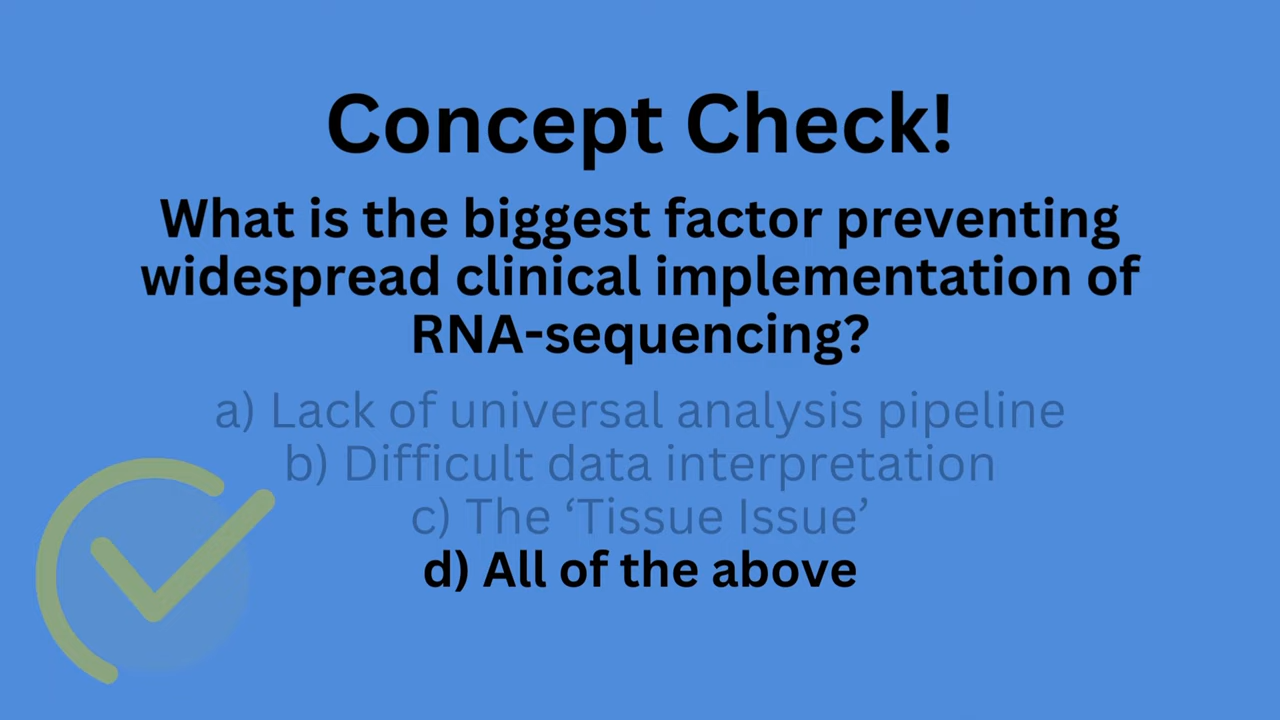 Concept Check!
What is the biggest factor preventing
widespread clinical implementation of
RNA-sequencing?
a) Lack of universal analysis pipeline
b) Difficult data interpretation
c) The ‘Tissue Issue’
d) All of the above